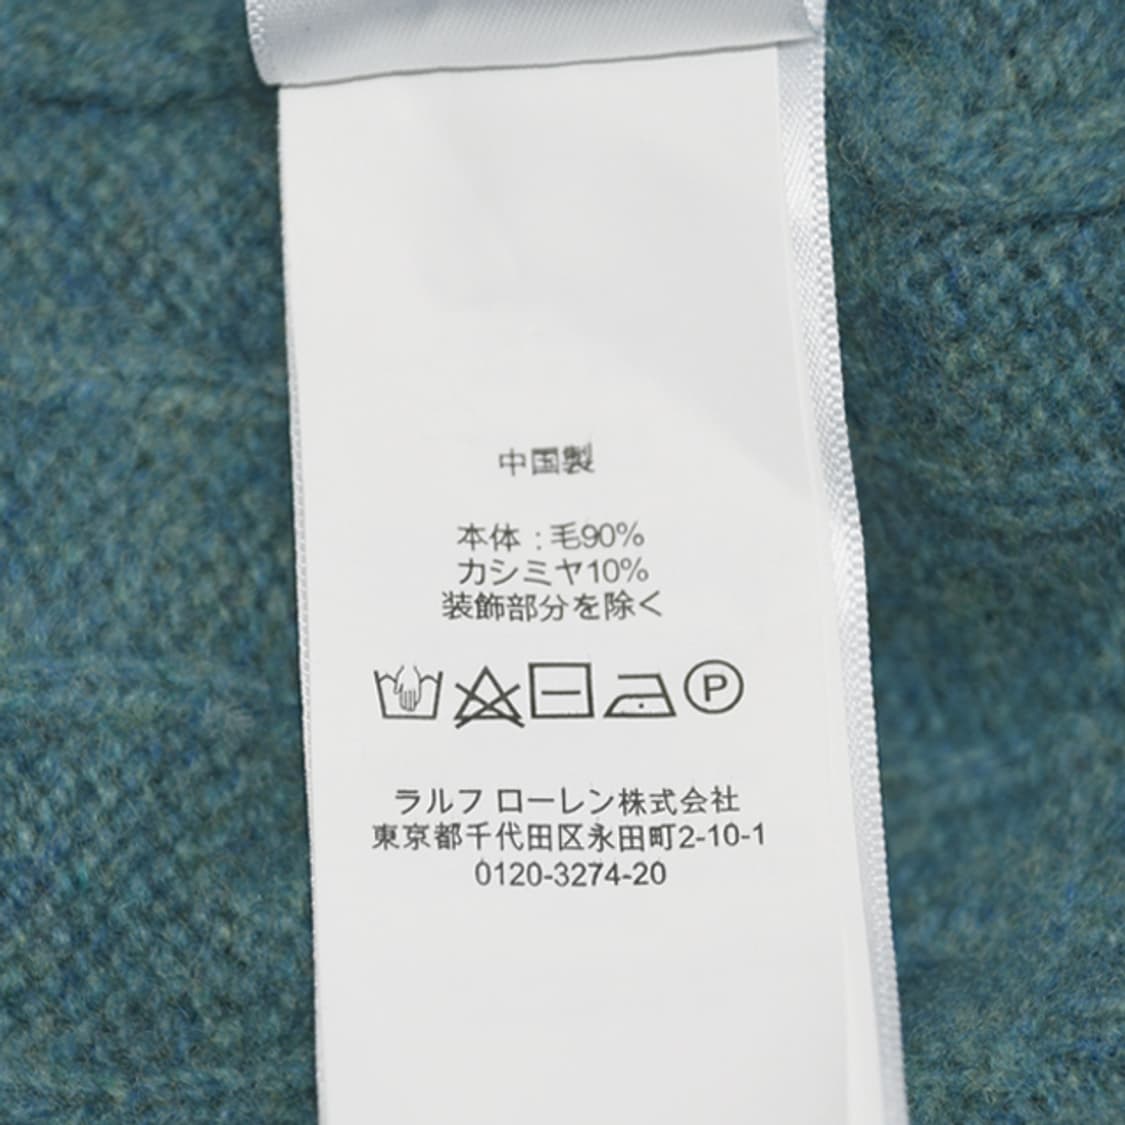 中国製
本体 : 毛90%
カシミヤ10%
装飾部分を除く
P
ラルフ ローレン株式会社
東京都千代田区永田町2-10-1
0120-3274-20